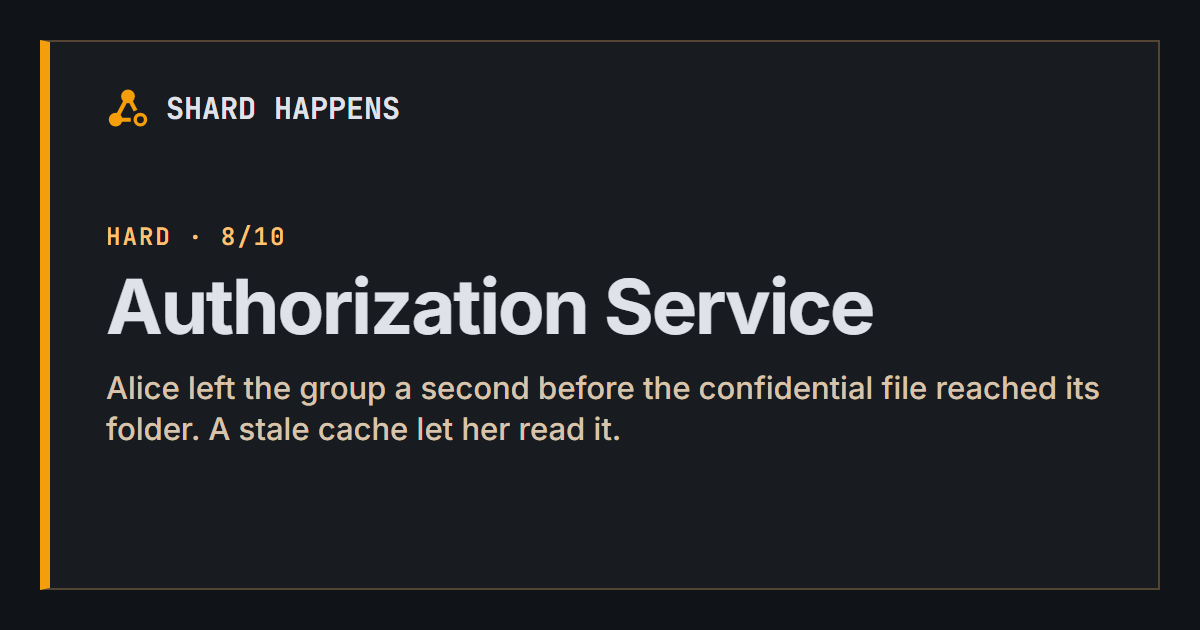 SHARD HAPPENS
HARD · 8/10
Authorization Service
Alice left the group a second before the confidential file reached its
folder. A stale cache let her read it.